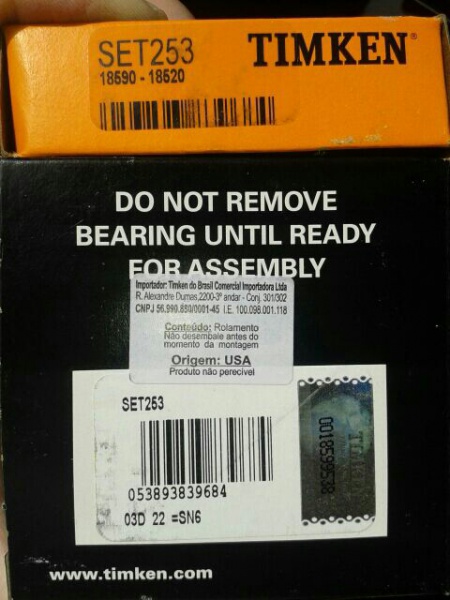 SET253
18590 - 18520
TIMKEN
DO NOT REMOVE
BEARING UNTIL READY
FOR ASSEMBLY
Importador: Timken do Brasil Comercial Importadora Ltda
R. Alexandre Dumas,2200-3º andar - Conj. 301/302
CNPJ 56.990.880/0001-45 I.E. 100.098.001.118
Conteúdo: Rolamento
Não desembale antes do
momento da montagem
Origem: USA
Produto não perecível
SET253
053893839684
03D 22 =SN6
TIMKEN
www.timken.com